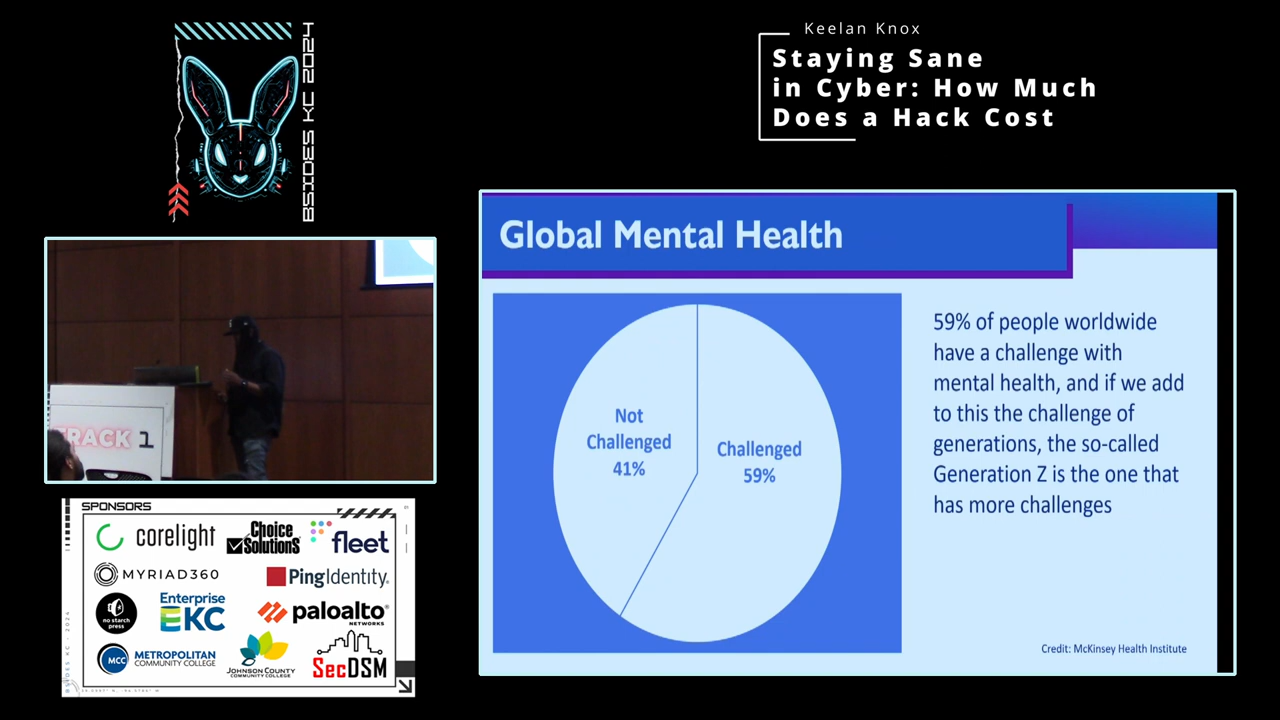 BSIDES KC 2024
Keelan Knox
Staying Sane
in Cyber: How Much
Does a Hack Cost
Global Mental Health
Not
Challenged
41%
Challenged
59%
59% of people worldwide
have a challenge with
mental health, and if we add
to this the challenge of
generations, the so-called
Generation Z is the one that
has more challenges
Credit: McKinsey Health Institute
TRACK 1
SPONSORS
corelight
Choice
Solutions
fleet
MYRIAD360
PingIdentity
no starch
press
Enterprise
EKC
paloalto
NETWORKS
MCC
METROPOLITAN
COMMUNITY COLLEGE
JOHNSON COUNTY
COMMUNITY COLLEGE
SecDSM